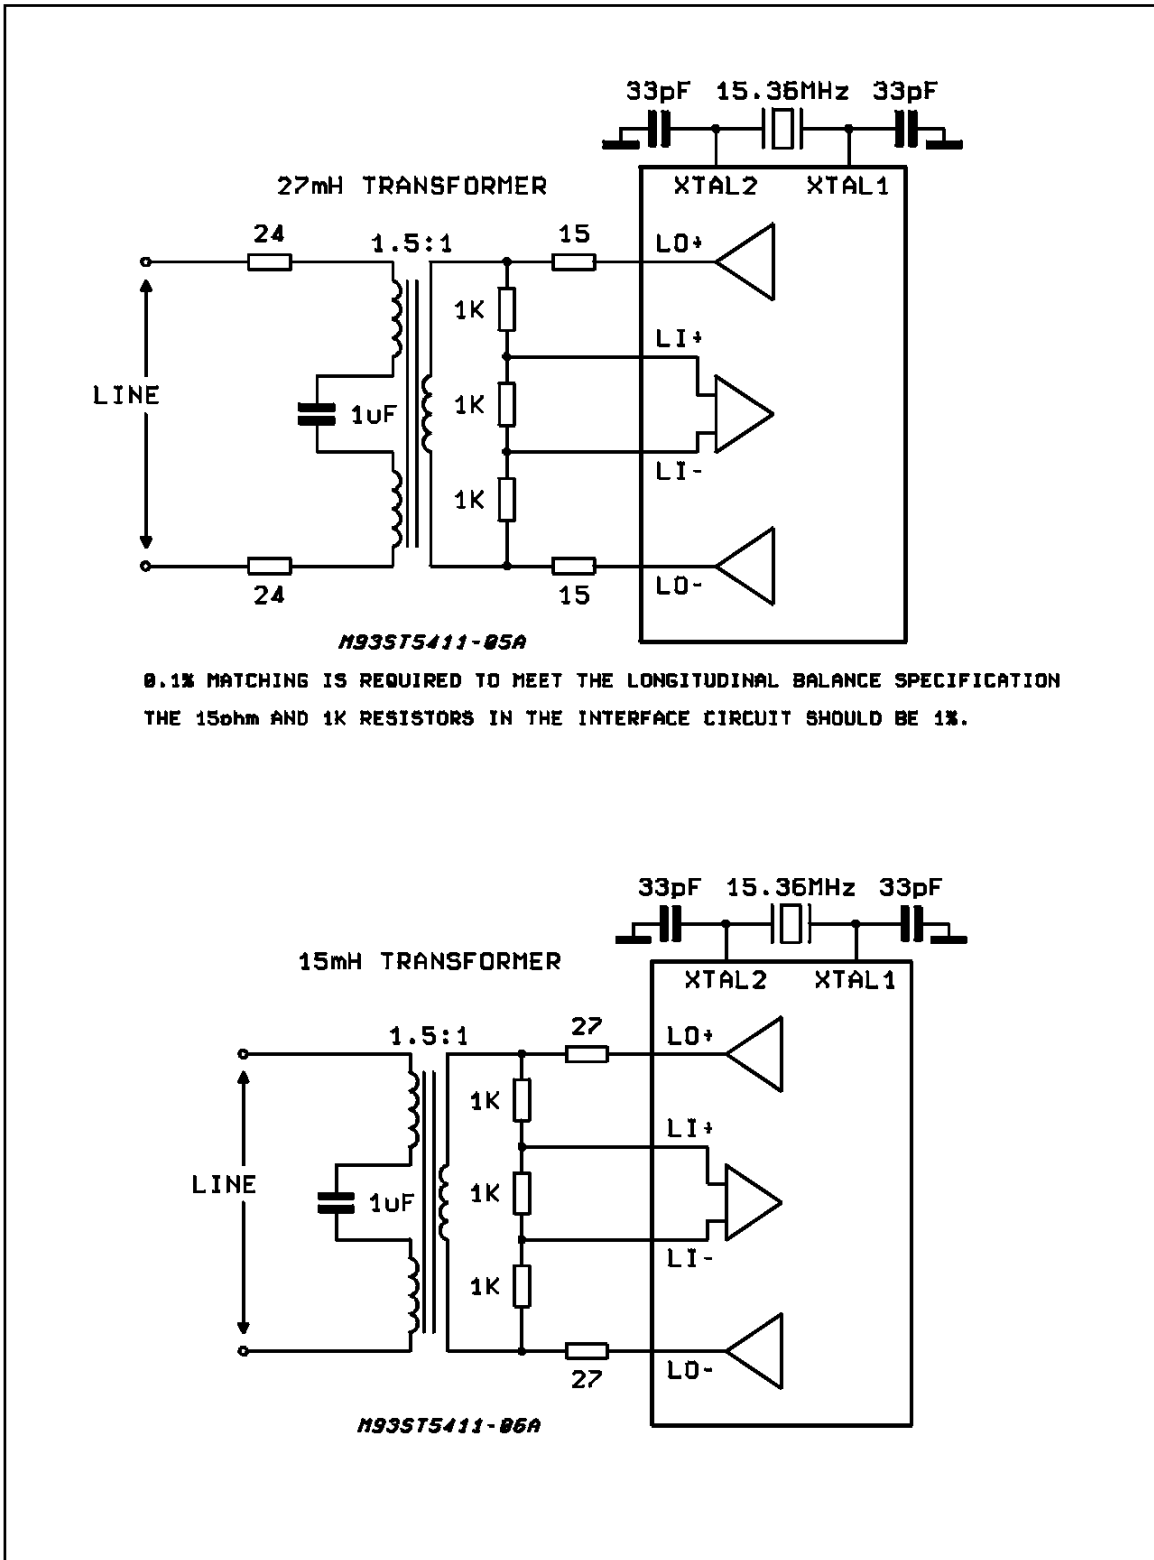 33pF 15.36MHz 33pF
XTAL2 XTAL1
27mH TRANSFORMER
24
1.5:1
15
LO+
1K
LI+
LINE
1uF
1K
LI-
1K
LO-
24
15
M93ST5411-05A
0.1% MATCHING IS REQUIRED TO MEET THE LONGITUDINAL BALANCE SPECIFICATION
THE 15ohm AND 1K RESISTORS IN THE INTERFACE CIRCUIT SHOULD BE 1%.
33pF 15.36MHz 33pF
XTAL2 XTAL1
15mH TRANSFORMER
1.5:1
27
LO+
1K
LI+
LINE
1uF
1K
LI-
1K
LO-
27
M93ST5411-06A